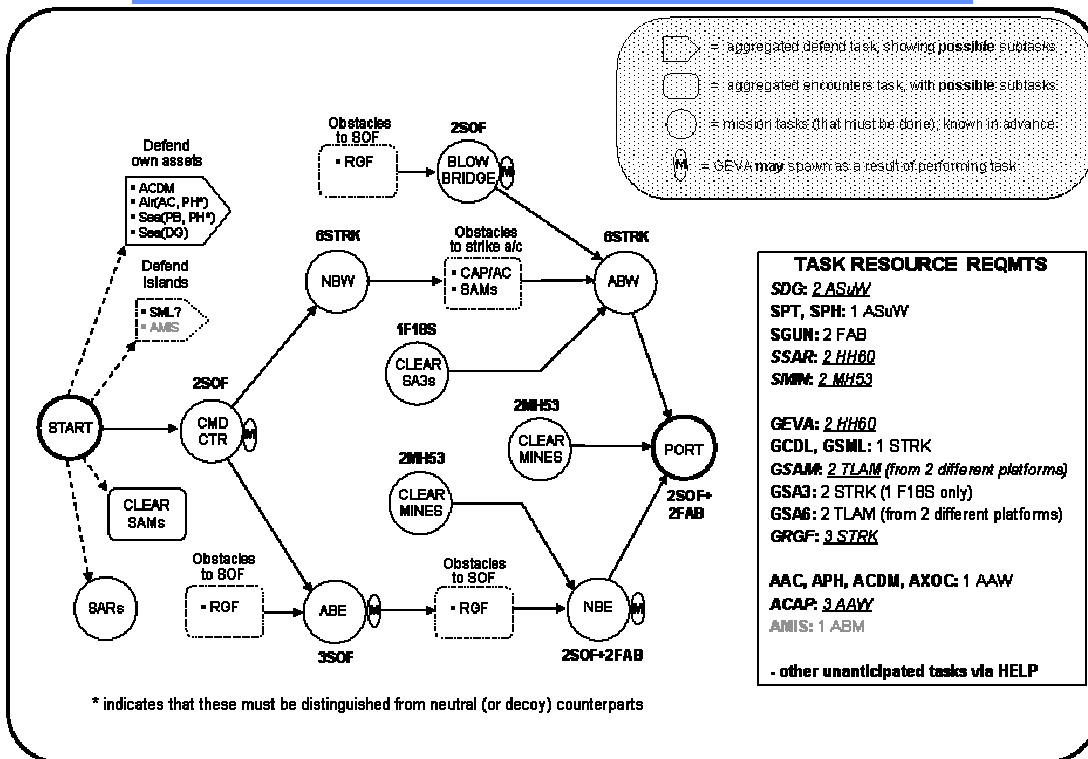 = aggregated defend task, showing possible subtasks
= aggregated encounters task, with possible subtasks
= mission tasks (that must be done), known in advance
M = GEVA may spawn as a result of performing task
Defend
own assets
▪ ACDM
▪ Air(AC, PH*)
▪ Sea(PB, PH*)
▪ Sea(DG)
Defend
Islands
▪ SML?
▪ AMIS
Obstacles
to SOF
▪ RGF
2SOF
BLOW
BRIDGE
M
6STRK
NBW
Obstacles
to strike a/c
▪ CAP/AC
▪ SAMs
6STRK
ABW
1F18S
CLEAR
SA3s
START
2SOF
CMD
CTR
M
2MH53
CLEAR
MINES
PORT
2SOF+
2FAB
2MH53
CLEAR
MINES
CLEAR
SAMs
SARs
Obstacles
to SOF
▪ RGF
ABE
M
3SOF
Obstacles
to SOF
▪ RGF
NBE
M
2SOF+2FAB
TASK RESOURCE REQMTS
SDG: 2 ASuW
SPT, SPH: 1 ASuW
SGUN: 2 FAB
SSAR: 2 HH60
SMIN: 2 MH53
GEVA: 2 HH60
GCDL, GSML: 1 STRK
GSAM: 2 TLAM (from 2 different platforms)
GSA3: 2 STRK (1 F18S only)
GSA6: 2 TLAM (from 2 different platforms)
GRGF: 3 STRK
AAC, APH, ACDM, AXOC: 1 AAW
ACAP: 3 AAW
AMIS: 1 ABM
- other unanticipated tasks via HELP
* indicates that these must be distinguished from neutral (or decoy) counterparts